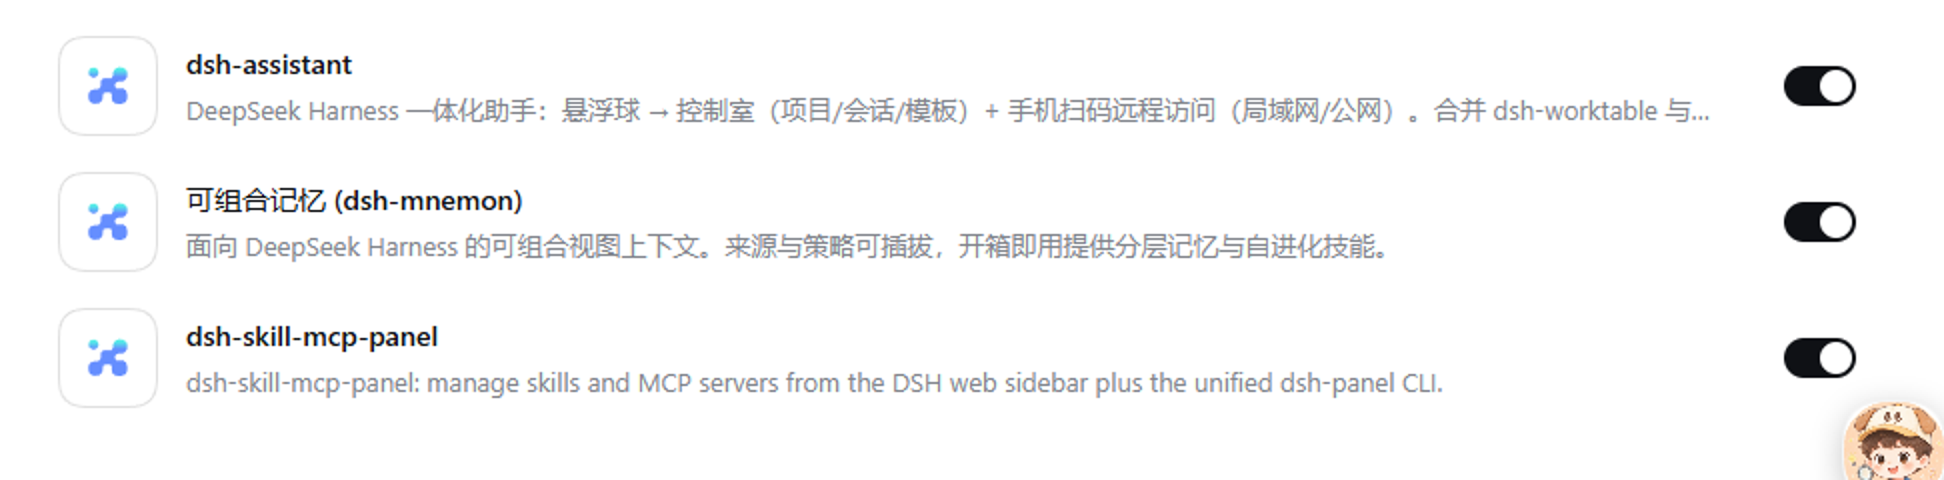 dsh-assistant
DeepSeek Harness 一体化助手：悬浮球 → 控制室（项目/会话/模板）+ 手机扫码远程访问（局域网/公网）。合并 dsh-worktable 与...
可组合记忆 (dsh-mnemon)
面向 DeepSeek Harness 的可组合视图上下文。来源与策略可插拔，开箱即用提供分层记忆与自进化技能。
dsh-skill-mcp-panel
dsh-skill-mcp-panel: manage skills and MCP servers from the DSH web sidebar plus the unified dsh-panel CLI.